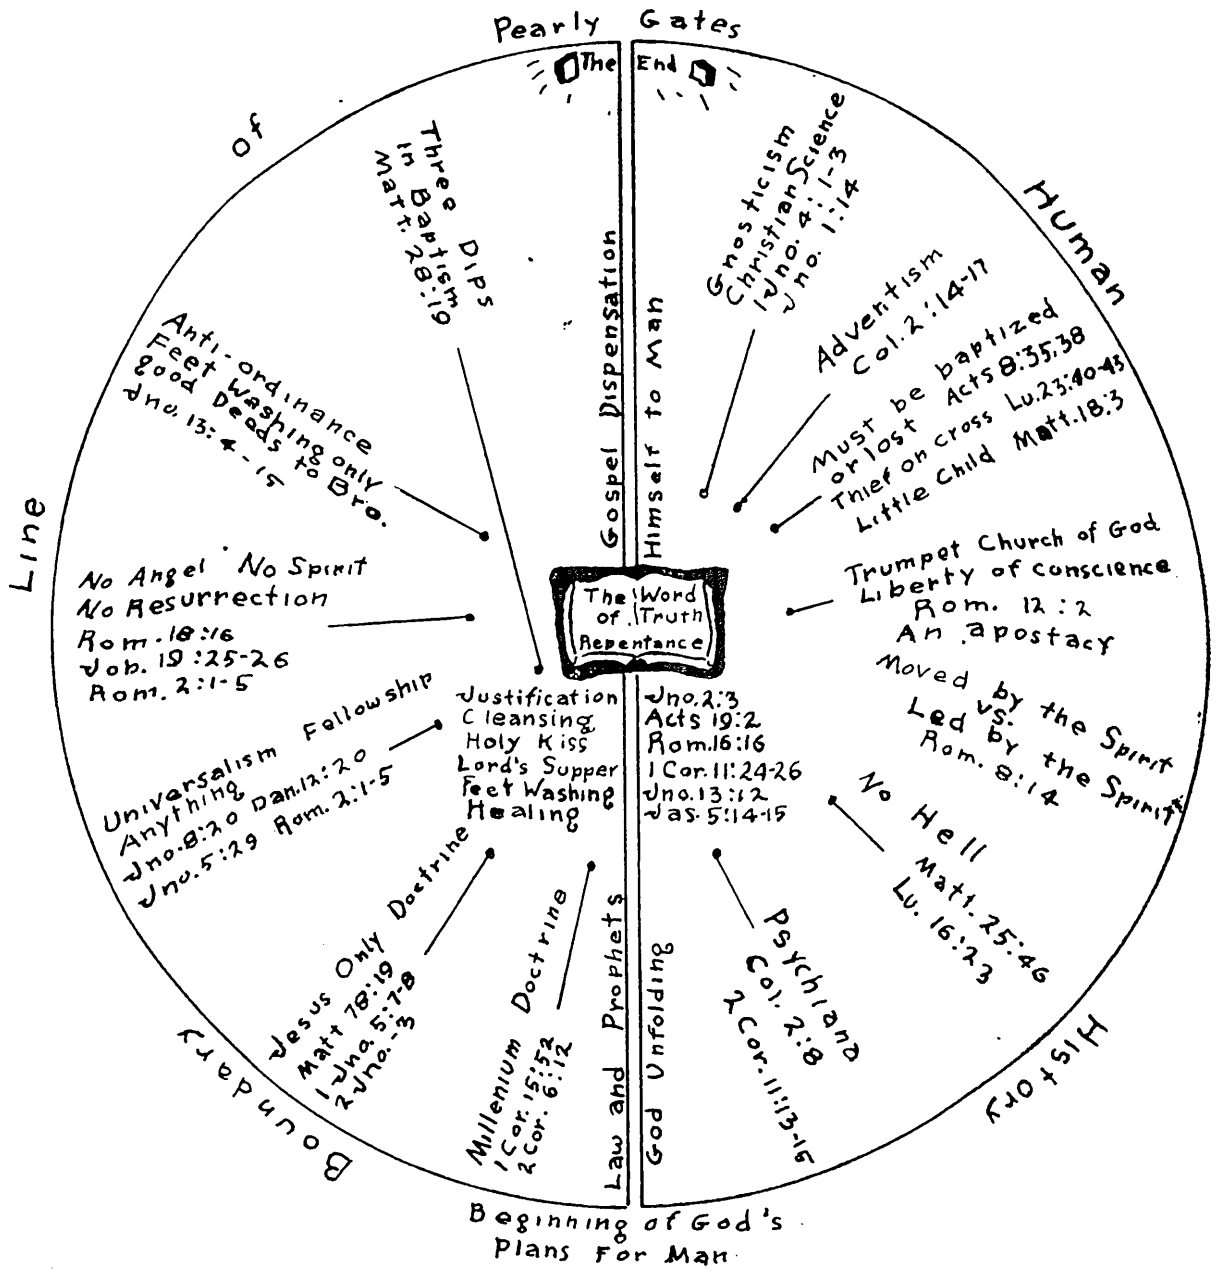 Pearly Gates
The End
Boundary Line of Human History
Three Dips
In Baptism
Matt. 28:19
Gnosticism
Christian Science
1 Jno. 4:1-3
Jno. 1:14
Adventism
Col. 2:14-17
Must be baptized
or lost Acts 8:35,38
Thief on cross Lu.23:40-43
Little Child Matt.18:3
Anti-ordinance
Feet Washing only
good Deeds to Bro.
Jno. 13:4-15
Gospel Dispensation
Himself to Man
No Angel No Spirit
No Resurrection
Rom. 18:16
Job. 19:25-26
Rom. 2:1-5
The Word
of Truth
Repentance
Trumpet Church of God
Liberty of conscience
Rom. 12:2
An apostacy
Moved by the Spirit
vs.
Led by the Spirit
Rom. 8:14
Universalism Fellowship
Anything
Jno.8:20 Dan.12:20
Jno.5:29 Rom. 2:1-5
Justification Jno.2:3
Cleansing Acts 19:2
Holy Kiss Rom.16:16
Lord's Supper 1 Cor.11:24-26
Feet Washing Jno.13:12
Healing Jas.5:14-15
No Hell
Matt. 25:46
Lu. 16:23
Jesus Only Doctrine
Matt 78:19
1 Jno. 5:7-8
2 Jno.-3
Millenium Doctrine
1 Cor. 15:52
2 Cor. 6:12
Psychiana
Col. 2:8
2 Cor. 11:13-15
Law and Prophets
God Unfolding
Beginning of God's
Plans For Man